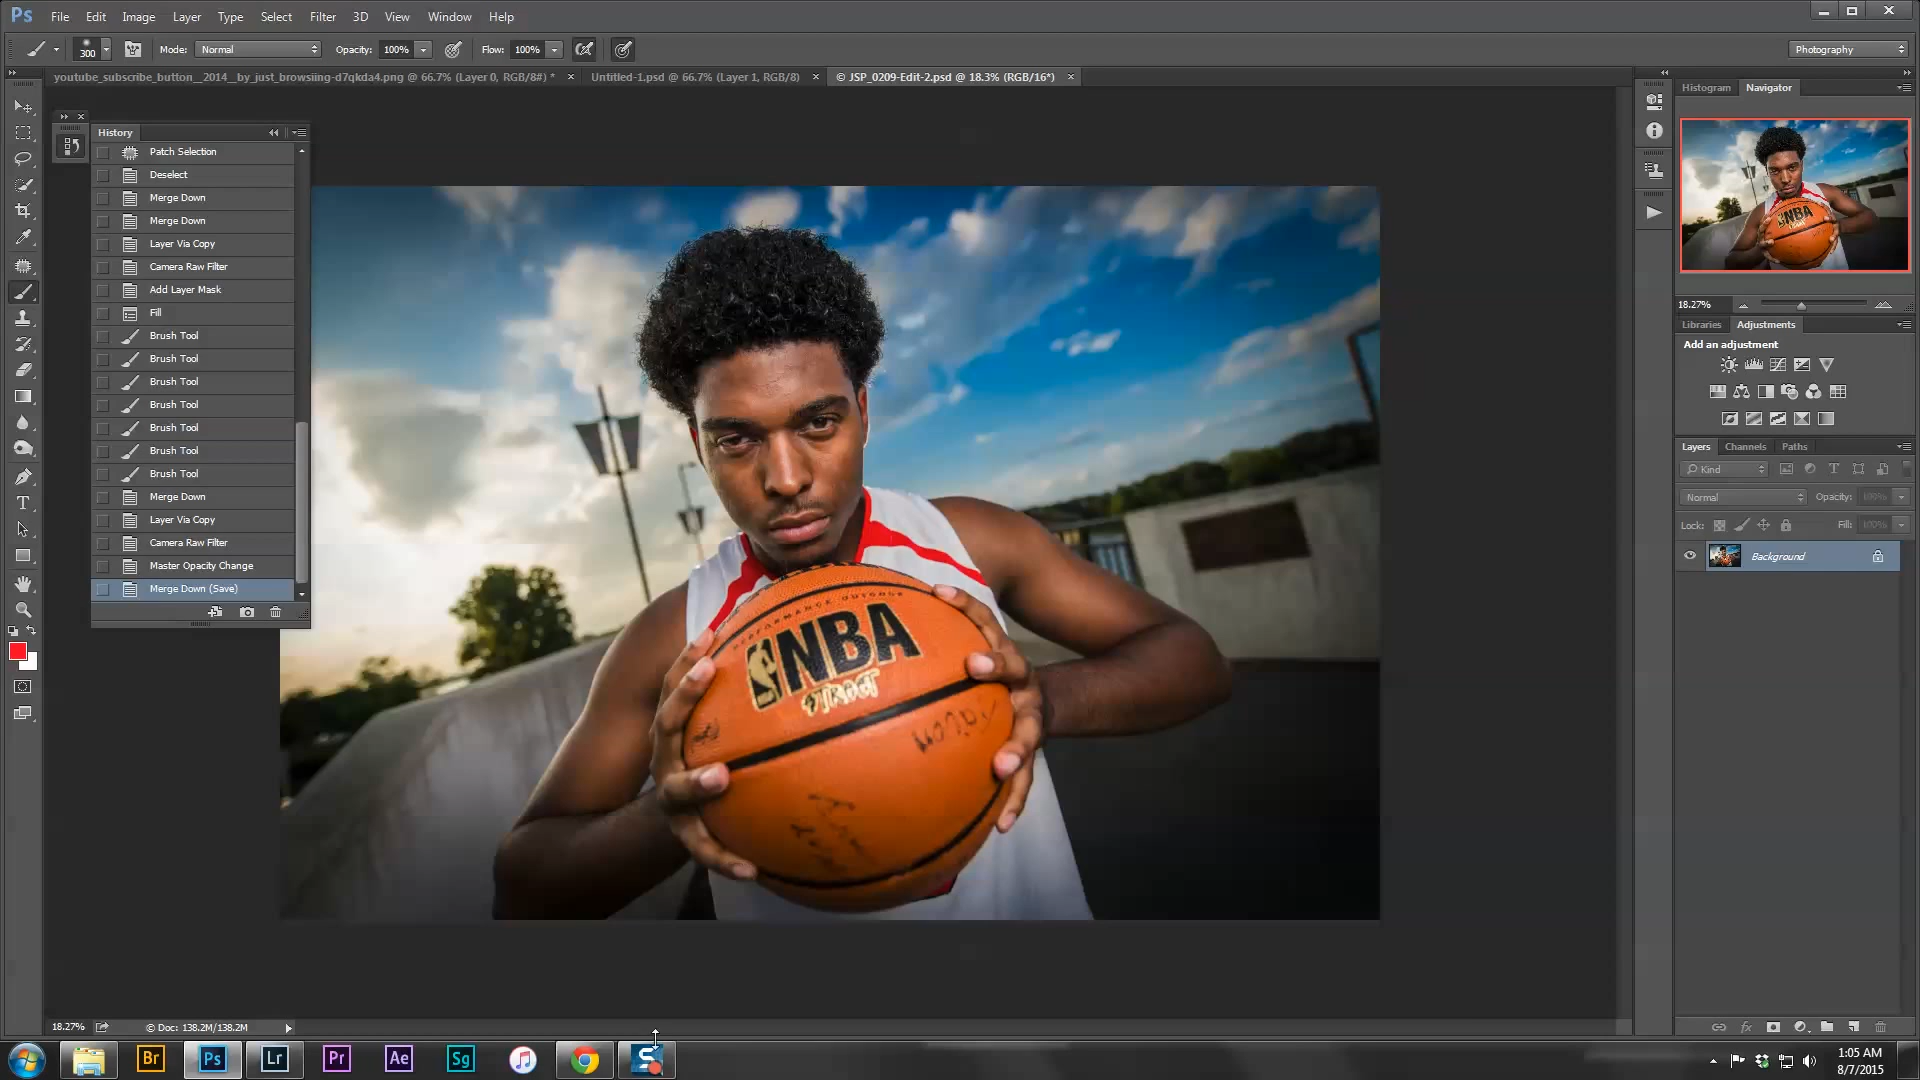 Ps File Edit Image Layer Type Select Filter 3D View Window Help
300 Mode: Normal Opacity: 100% Flow: 100% Photography
youtube_subscribe_button__2014__by_just_browsiing-d7qkda4.png @ 66.7% (Layer 0, RGB/8#) * Untitled-1.psd @ 66.7% (Layer 1, RGB/8) © JSP_0209-Edit-2.psd @ 18.3% (RGB/16*)
Histogram Navigator
History
Patch Selection
Deselect
Merge Down
Merge Down
Layer Via Copy
Camera Raw Filter
Add Layer Mask
Fill
Brush Tool
Brush Tool
Brush Tool
Brush Tool
Brush Tool
Brush Tool
Brush Tool
Merge Down
Layer Via Copy
Camera Raw Filter
Master Opacity Change
Merge Down (Save)
PERFORMANCE OUTDOOR
NBA
STREET
18.27%
Libraries Adjustments
Add an adjustment
Layers Channels Paths
Kind
Normal Opacity: 100%
Lock: Fill: 100%
Background
18.27% © Doc: 138.2M/138.2M
Br Ps Lr Pr Ae Sg S
1:05 AM
8/7/2015